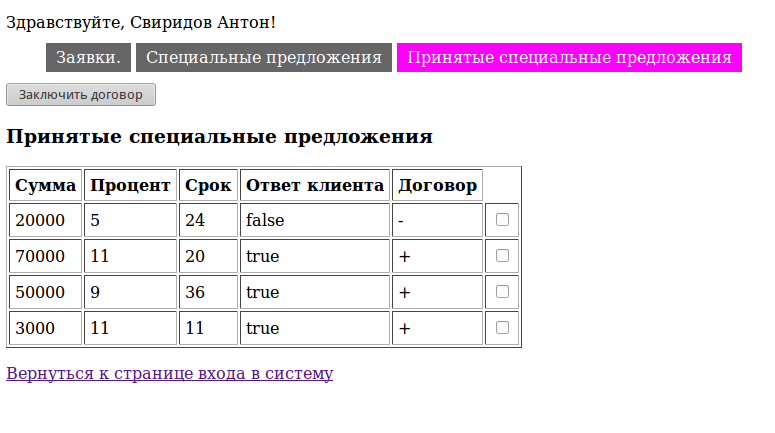 Здравствуйте, Свиридов Антон!
Заявки. Специальные предложения Принятые специальные предложения
Заключить договор
Принятые специальные предложения
Сумма Процент Срок Ответ клиента Договор
20000 5 24 false -
70000 11 20 true +
50000 9 36 true +
3000 11 11 true +
Вернуться к странице входа в систему